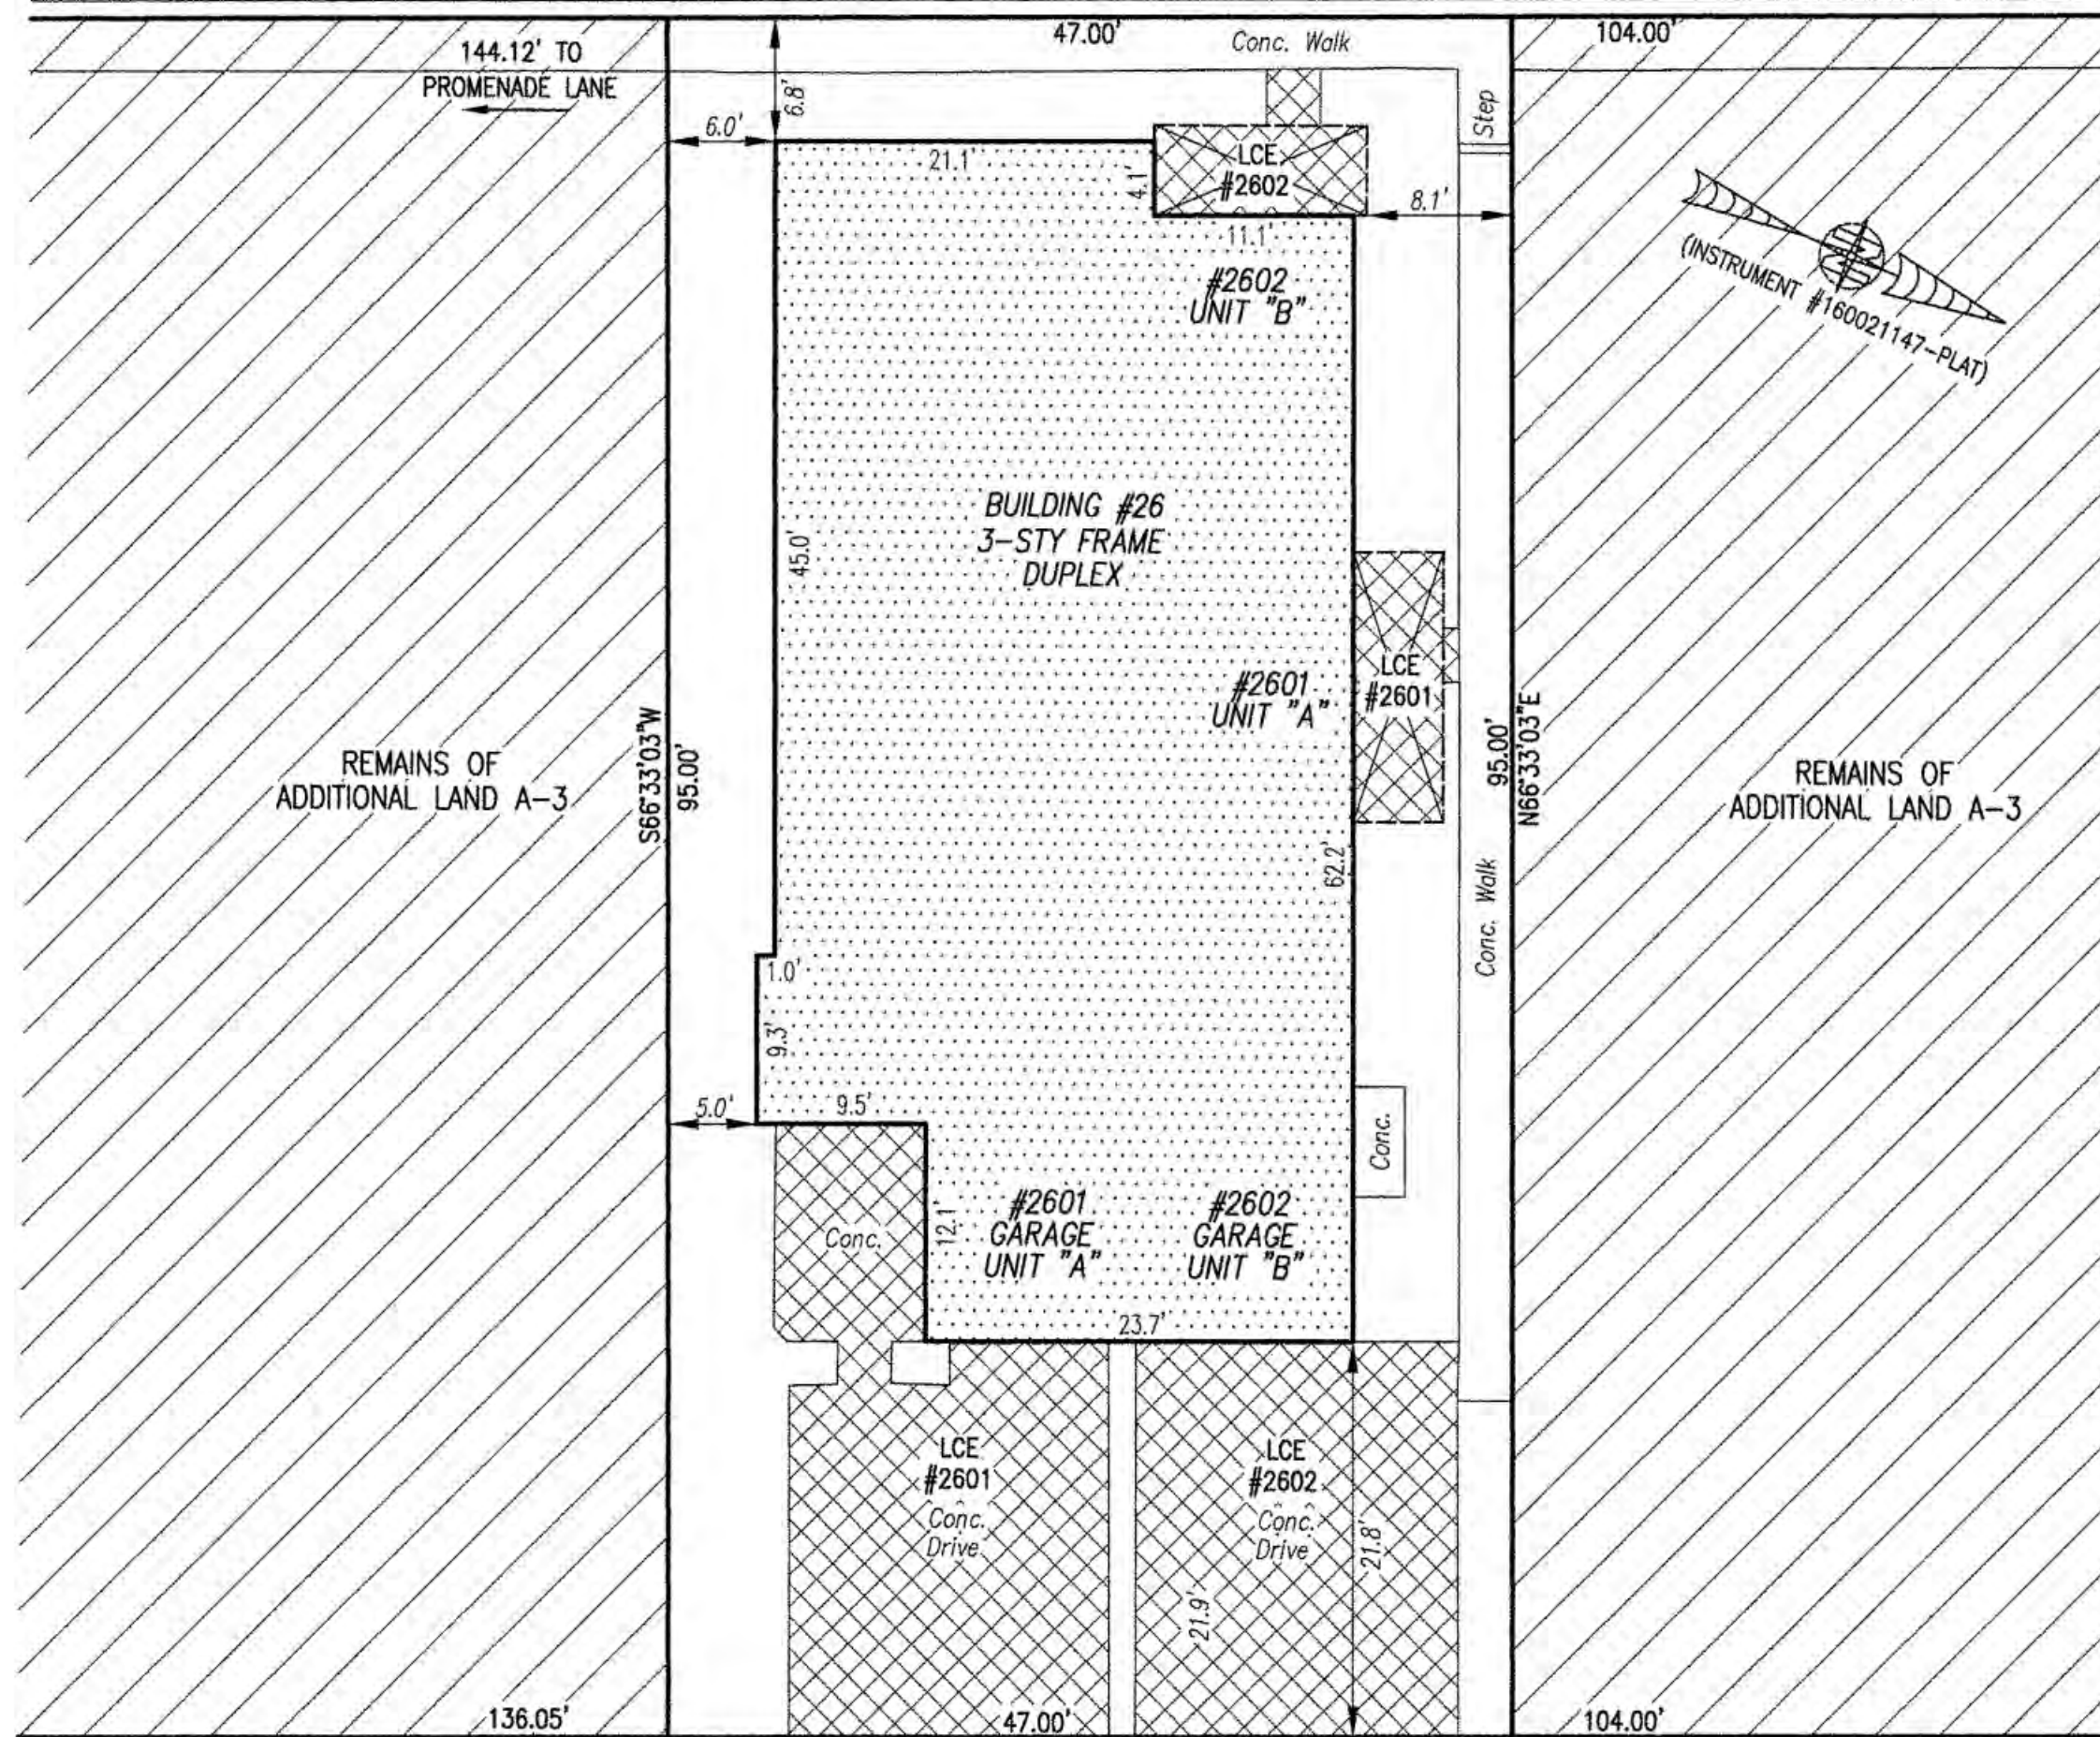 47.00'
104.00'
144.12' TO
PROMENADE LANE
Conc. Walk
6.8'
6.0'
Step
21.1'
4.1'
LCE
#2602
8.1'
11.1'
(INSTRUMENT #160021147-PLAT)
#2602
UNIT "B"
BUILDING #26
3-STY FRAME
DUPLEX
45.0'
LCE
#2601
#2601
UNIT "A"
REMAINS OF
ADDITIONAL LAND A-3
S66°33'03"W
95.00'
95.00'
N66°33'03"E
REMAINS OF
ADDITIONAL LAND A-3
62.2'
Conc. Walk
1.0'
9.3'
5.0'
9.5'
Conc.
Conc.
12.1'
#2601
GARAGE
UNIT "A"
#2602
GARAGE
UNIT "B"
23.7'
LCE
#2601
Conc.
Drive
LCE
#2602
Conc.
Drive
21.8'
21.9'
136.05'
47.00'
104.00'